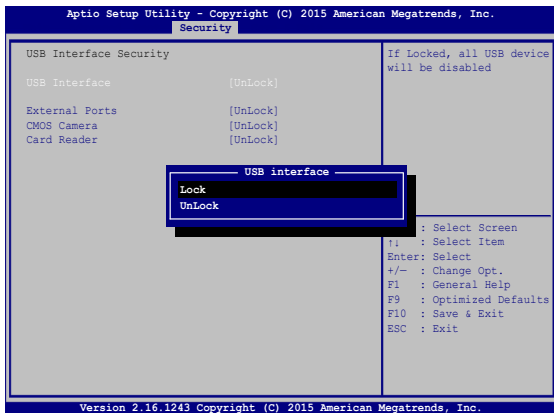 Aptio Setup Utility - Copyright (C) 2015 American Megatrends, Inc.
Security
USB Interface Security
USB Interface [UnLock]
External Ports [UnLock]
CMOS Camera [UnLock]
Card Reader [UnLock]
USB interface
Lock
UnLock
If Locked, all USB device
will be disabled
: Select Screen
↑↓ : Select Item
Enter: Select
+/— : Change Opt.
F1 : General Help
F9 : Optimized Defaults
F10 : Save & Exit
ESC : Exit
Version 2.16.1243 Copyright (C) 2015 American Megatrends, Inc.